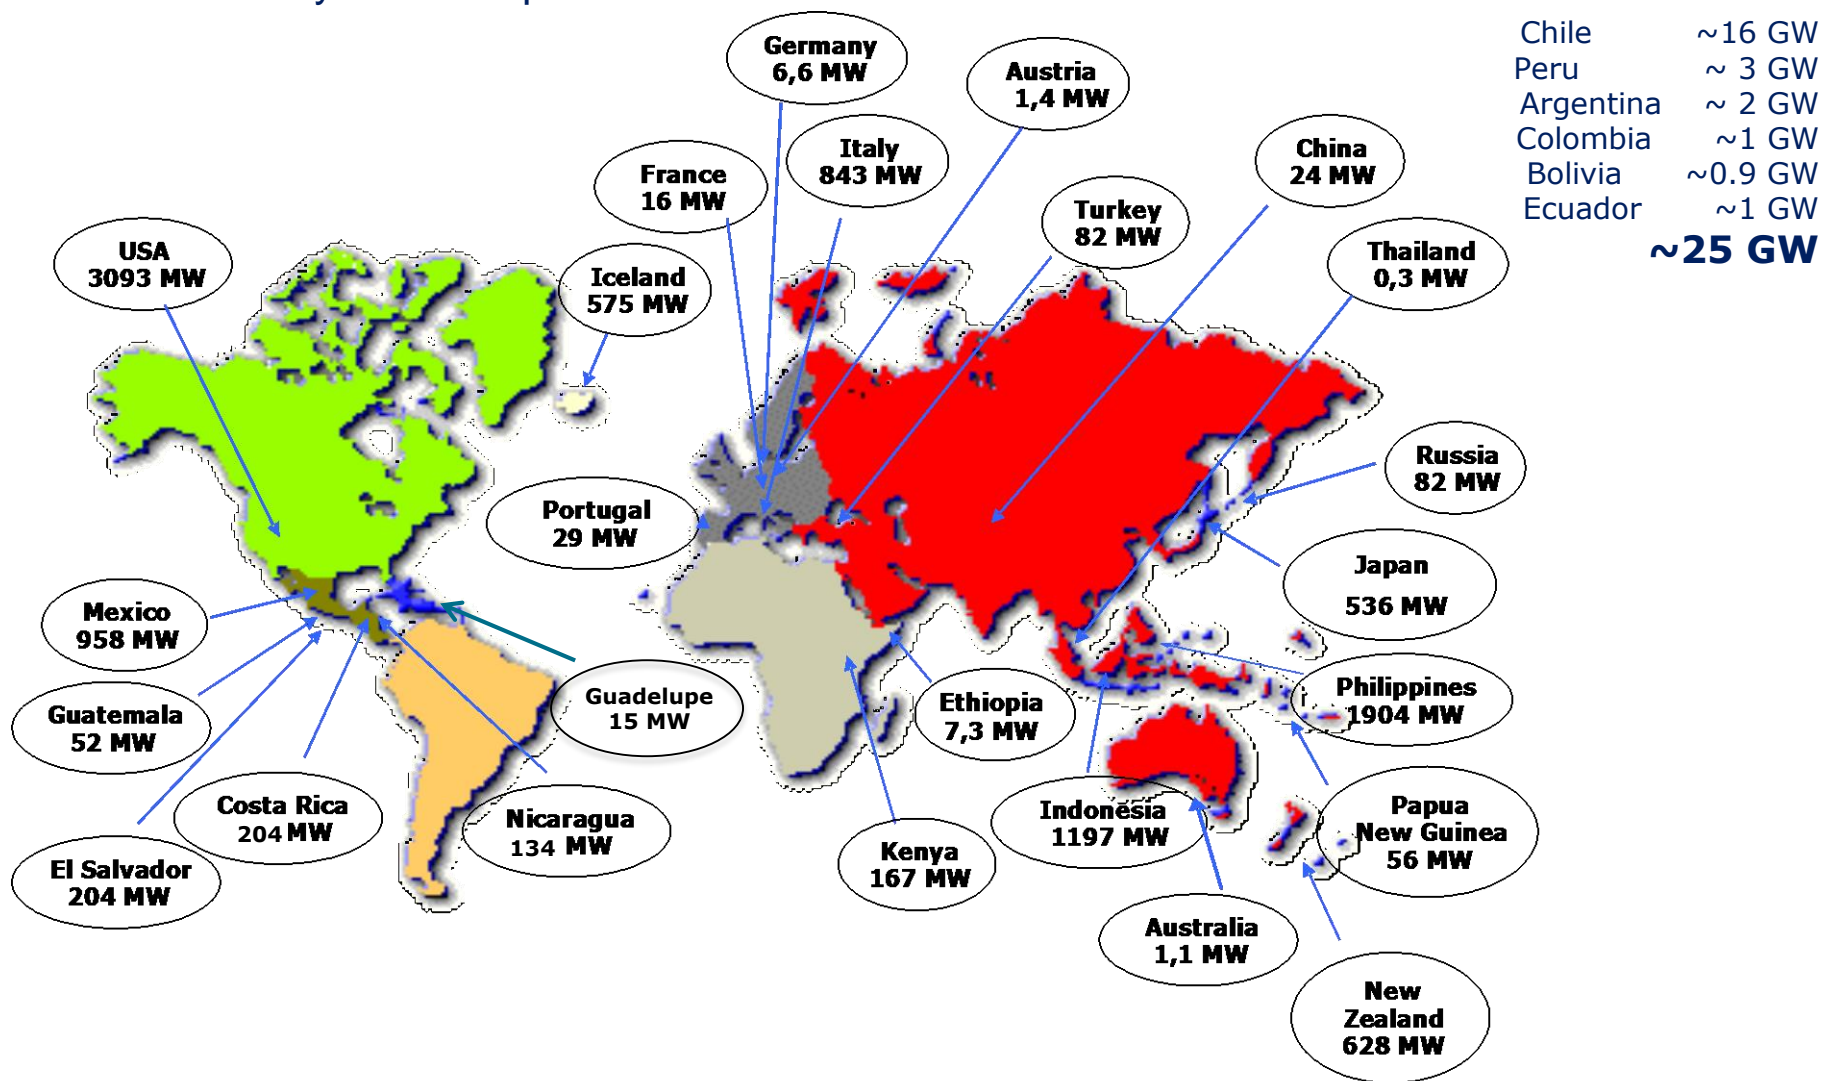 Germany
6,6 MW
Austria
1,4 MW
Chile ~16 GW
Peru ~ 3 GW
Argentina ~ 2 GW
Colombia ~1 GW
Bolivia ~0.9 GW
Ecuador ~1 GW
~25 GW
France
16 MW
Italy
843 MW
China
24 MW
Turkey
82 MW
Thailand
0,3 MW
USA
3093 MW
Iceland
575 MW
Russia
82 MW
Portugal
29 MW
Japan
536 MW
Mexico
958 MW
Guatemala
52 MW
Guadelupe
15 MW
Ethiopia
7,3 MW
Philippines
1904 MW
Costa Rica
204 MW
Nicaragua
134 MW
El Salvador
204 MW
Kenya
167 MW
Indonesia
1197 MW
Papua
New Guinea
56 MW
Australia
1,1 MW
New
Zealand
628 MW